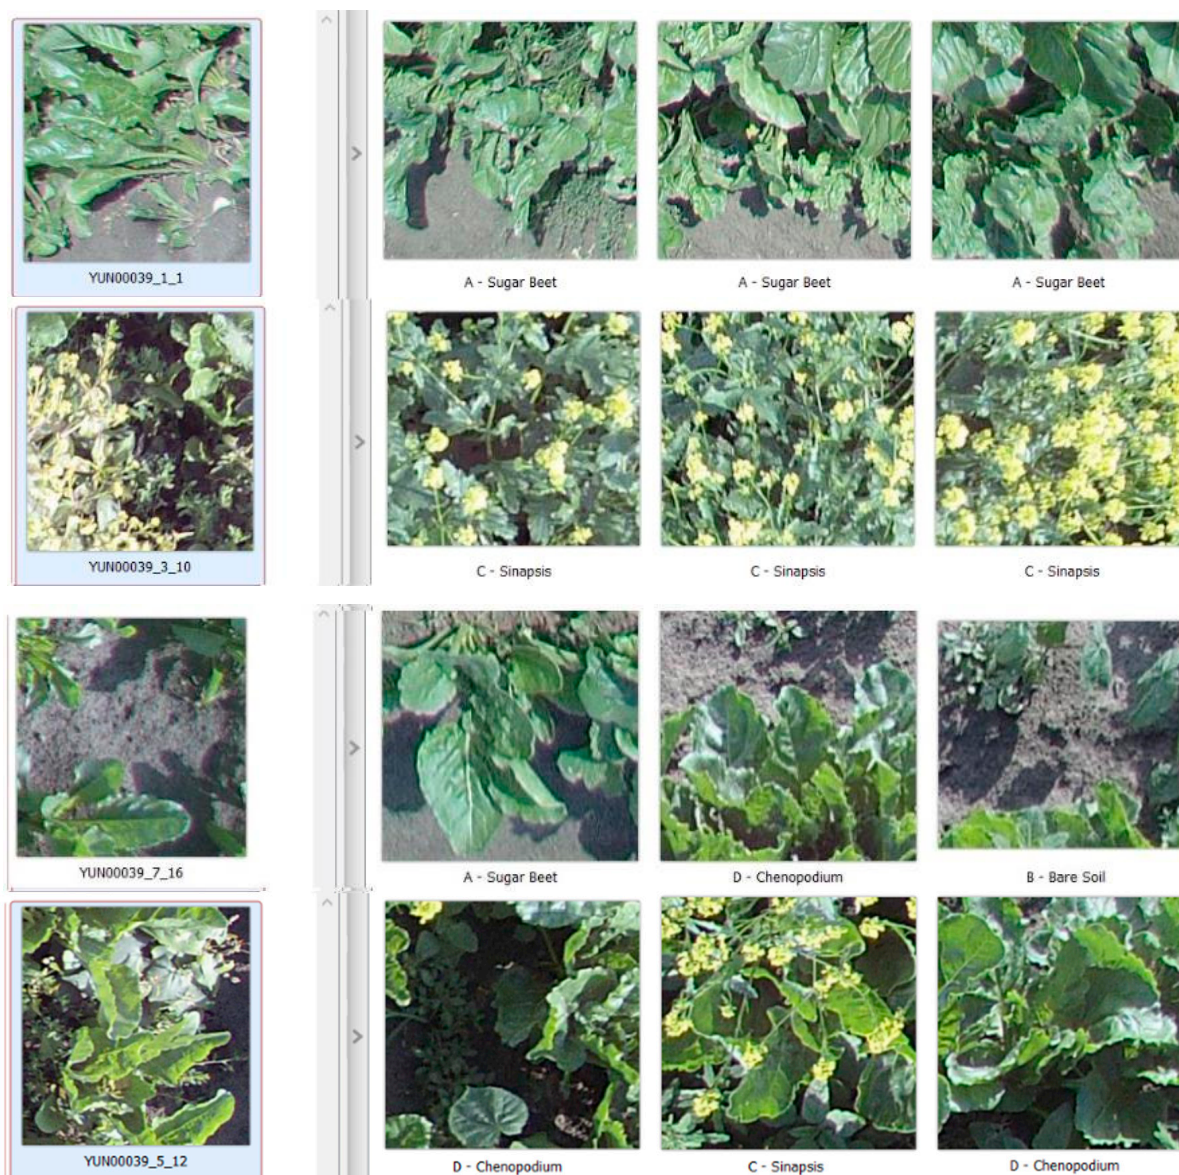 YUN00039_1_1
A - Sugar Beet
A - Sugar Beet
A - Sugar Beet
YUN00039_3_10
C - Sinapsis
C - Sinapsis
C - Sinapsis
YUN00039_7_16
A - Sugar Beet
D - Chenopodium
B - Bare Soil
YUN00039_5_12
D - Chenopodium
C - Sinapsis
D - Chenopodium